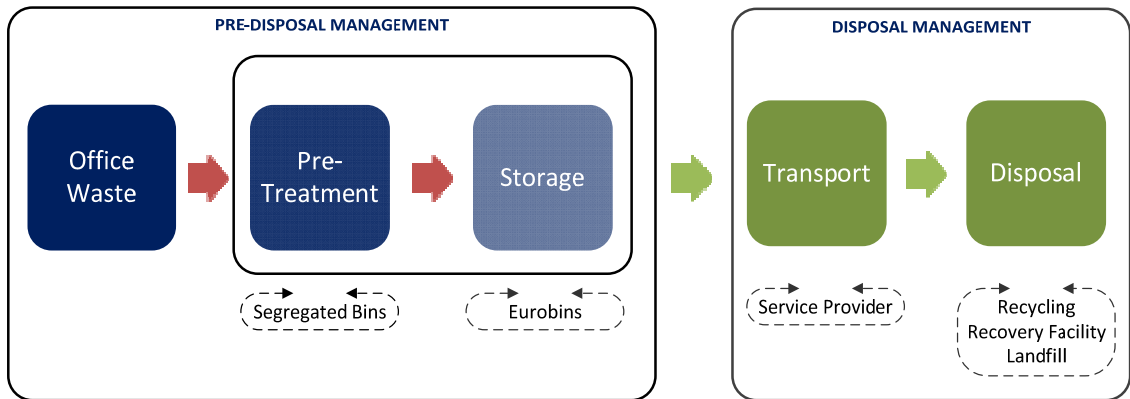 PRE-DISPOSAL MANAGEMENT
DISPOSAL MANAGEMENT
Office
Waste
Pre-
Treatment
Storage
Transport
Disposal
Segregated Bins
Eurobins
Service Provider
Recycling
Recovery Facility
Landfill